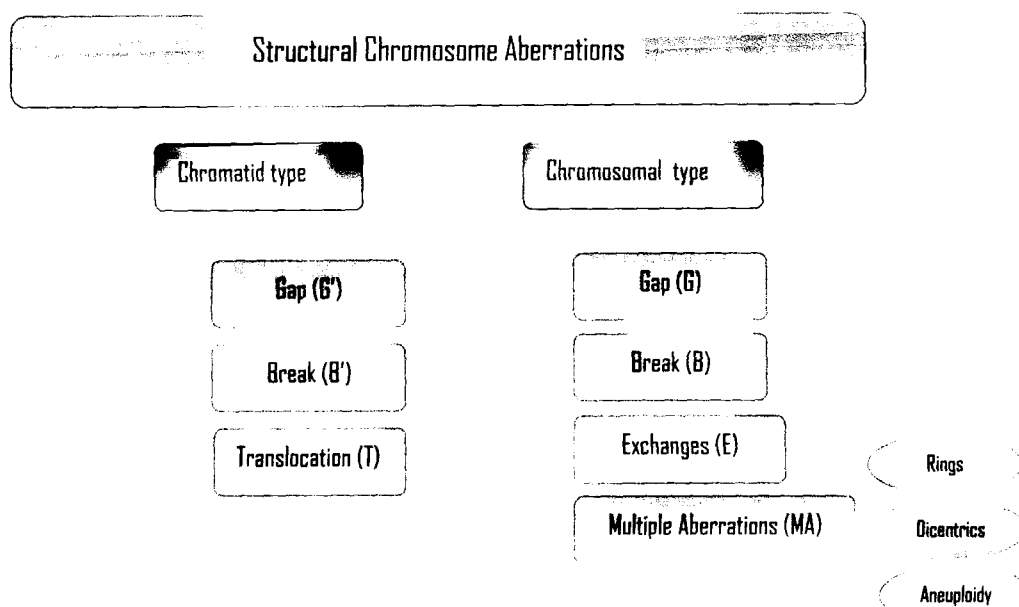 Structural Chromosome Aberrations
Chromatid type
Chromosomal type
Gap (G')
Gap (G)
Break (B')
Break (B)
Translocation (T)
Exchanges (E)
Rings
Multiple Aberrations (MA)
Dicentrics
Aneuploidy